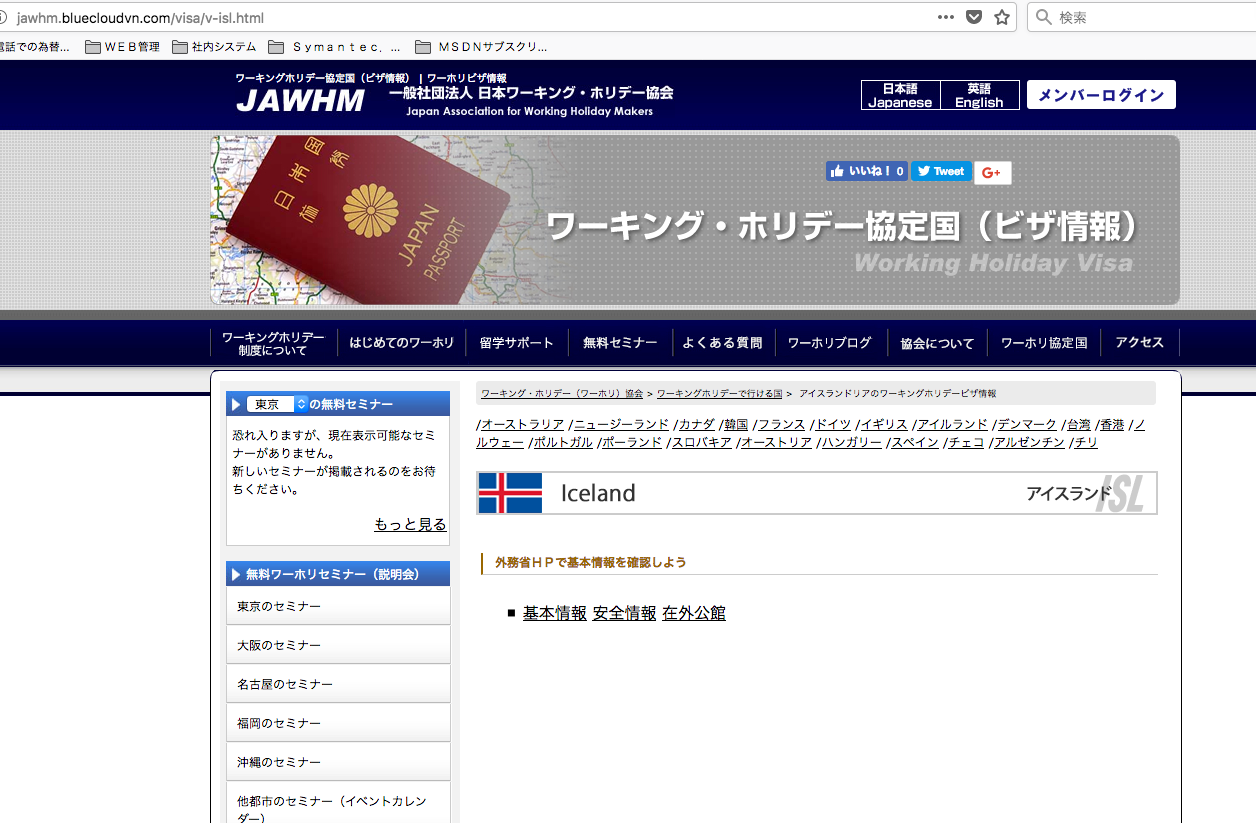 jawhm.bluecloudvn.com/visa/v-isl.html
検索
電話での為替... ＷＥＢ管理 社内システム Ｓｙｍａｎｔｅｃ．... ＭＳＤＮサブスクリ...
ワーキングホリデー協定国（ビザ情報） | ワーホリビザ情報
JAWHM 一般社団法人 日本ワーキング・ホリデー協会
Japan Association for Working Holiday Makers
日本語 Japanese
英語 English
メンバーログイン
日本国
旅券
JAPAN
PASSPORT
いいね！ 0 Tweet G+
ワーキング・ホリデー協定国（ビザ情報）
Working Holiday Visa
ワーキングホリデー
制度について
はじめてのワーホリ 留学サポート 無料セミナー よくある質問 ワーホリブログ 協会について ワーホリ協定国 アクセス
東京 の無料セミナー
恐れ入りますが、現在表示可能なセミ
ナーがありません。
新しいセミナーが掲載されるのをお待
ちください。
もっと見る
無料ワーホリセミナー（説明会）
東京のセミナー
大阪のセミナー
名古屋のセミナー
福岡のセミナー
沖縄のセミナー
他都市のセミナー（イベントカレン
ダー）
ワーキング・ホリデー（ワーホリ）協会 > ワーキングホリデーで行ける国 > アイスランドリアのワーキングホリデービザ情報
/オーストラリア /ニュージーランド /カナダ /韓国 /フランス /ドイツ /イギリス /アイルランド /デンマーク /台湾 /香港 /ノ
ルウェー /ポルトガル /ポーランド /スロバキア /オーストリア /ハンガリー /スペイン /チェコ /アルゼンチン /チリ
Iceland アイスランド ISL
外務省ＨＰで基本情報を確認しよう
■ 基本情報 安全情報 在外公館